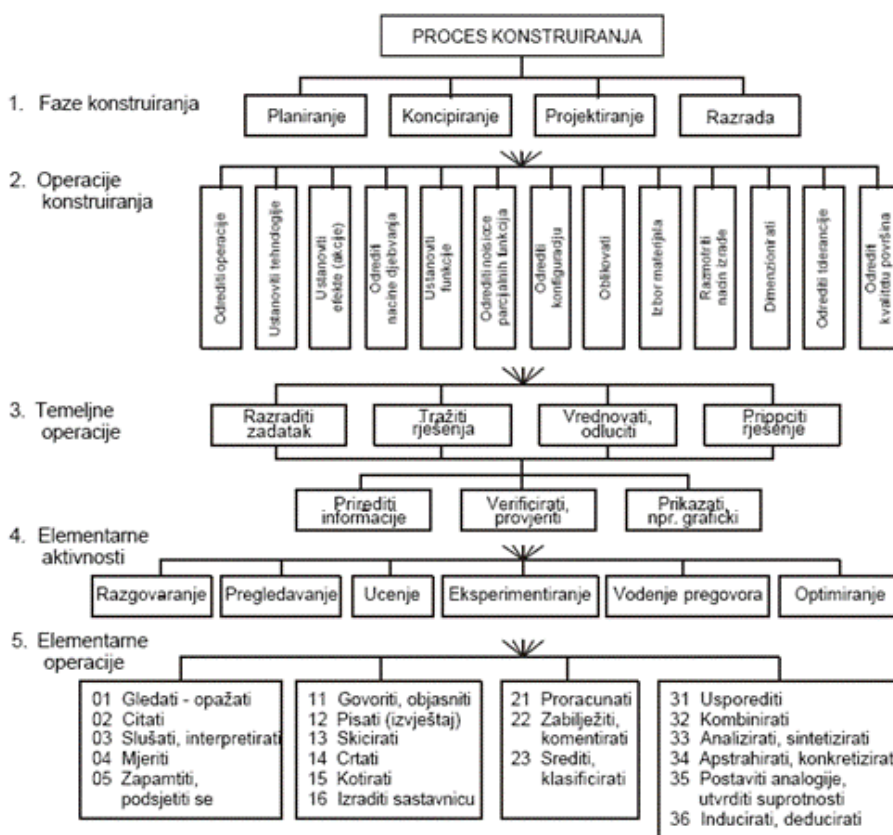 PROCES KONSTRUIRANJA
1. Faze konstruiranja
Planiranje
Koncipiranje
Projektiranje
Razrada
2. Operacije
konstruiranja
Odrediti operacije
Ustanoviti tehnologije
Ustanoviti
efekte (akcije)
Odrediti
nacine djelovanja
Ustanoviti
funkcije
Odrediti
parcijalnih funkcija
Odrediti
konfiguraciju
Oblikovati
Izbor materijala
Razmotriti
nacin izrade
Dimenzionirati
Odrediti tolerancije
Odrediti
kvalitetu površina
3. Temeljne
operacije
Razraditi
zadatak
Tražiti
rješenja
Vrednovati,
odluciti
Prippciti
rješenje
Prirediti
informacije
Verificirati,
provjeriti
Prikazati,
npr. graficki
4. Elementarne
aktivnosti
Razgovaranje
Pregledavanje
Ucenje
Eksperimentiranje
Vodenje pregovora
Optimiranje
5. Elementarne
operacije
01 Gledati - opažati
02 Citati
03 Slušati, interpretirati
04 Mjeriti
05 Zapamtiti,
podsjetiti se
11 Govoriti, objasniti
12 Pisati (izvještaj)
13 Skicirati
14 Crtati
15 Kotirati
16 Izraditi sastavnicu
21 Proracunati
22 Zabilježiti,
komentirati
23 Srediti,
klasificirati
31 Usporediti
32 Kombinirati
33 Analizirati, sintetizirati
34 Apstrahirati, konkretizirati
35 Postaviti analogije,
utvrditi suprotnosti
36 Inducirati, deducirati